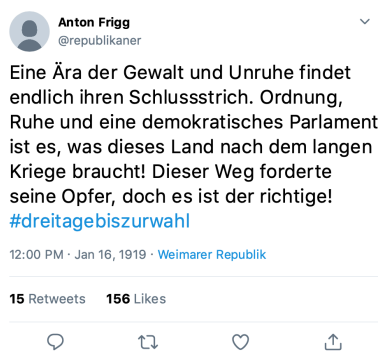 Anton Frigg
@republikaner
Eine Ära der Gewalt und Unruhe findet
endlich ihren Schlussstrich. Ordnung,
Ruhe und eine demokratisches Parlament
ist es, was dieses Land nach dem langen
Kriege braucht! Dieser Weg forderte
seine Opfer, doch es ist der richtige!
#dreitagebiszurwahl
12:00 PM · Jan 16, 1919 · Weimarer Republik
15 Retweets 156 Likes